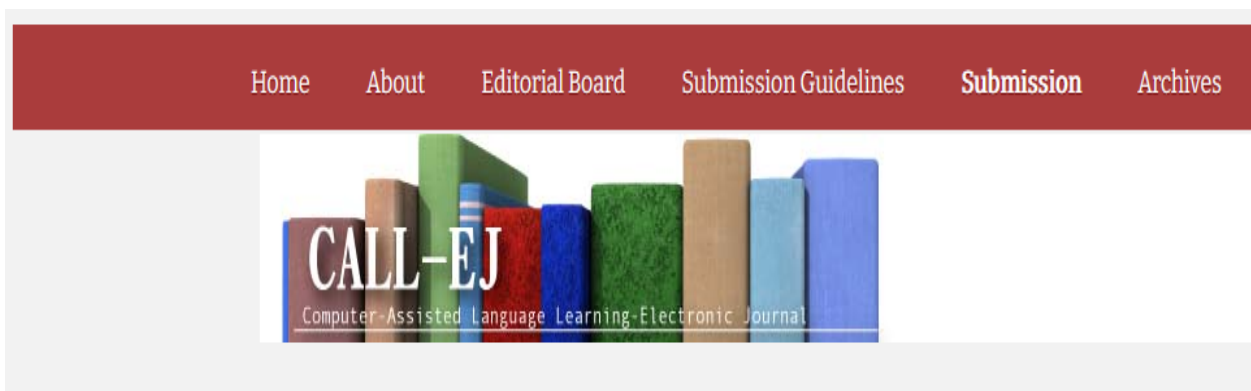 Home About Editorial Board Submission Guidelines Submission Archives
CALL-EJ
Computer-Assisted Language Learning-Electronic Journal